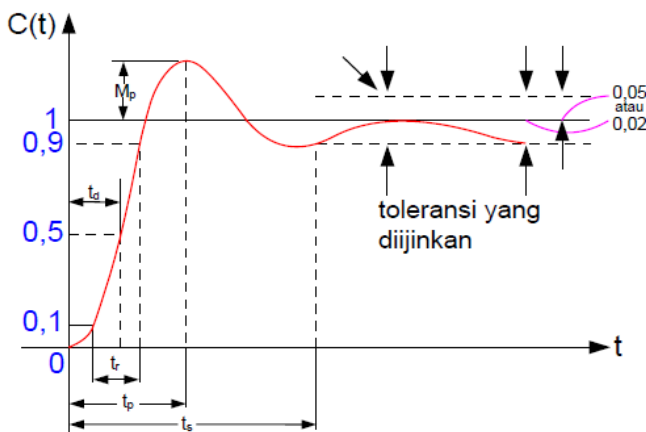 C(t)
Mp
0,05
atau
0,02
1
0,9
td
toleransi yang
diijinkan
0,5
0,1
0
t
tr
tp
ts